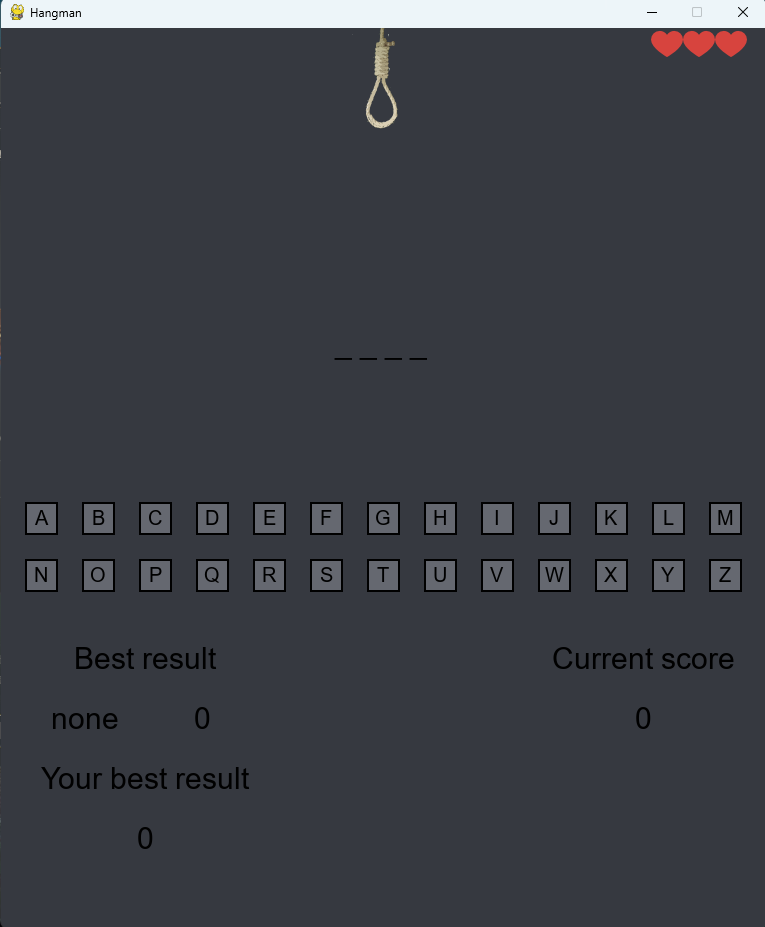 Hangman
_ _ _ _
A B C D E F G H I J K L M
N O P Q R S T U V W X Y Z
Best result Current score
none 0 0
Your best result
0